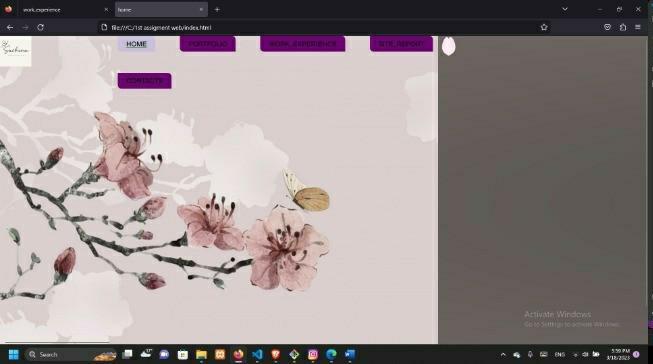 work_experience
home
file:///C:/1st assigment web/index.html
HOME
PORTFOLIO
WORK_EXPERIENCE
SITE_REPORT
CONTACTS
Activate Windows
Go to Settings to activate Windows.
Search
ENG
5:59 PM
3/18/2023